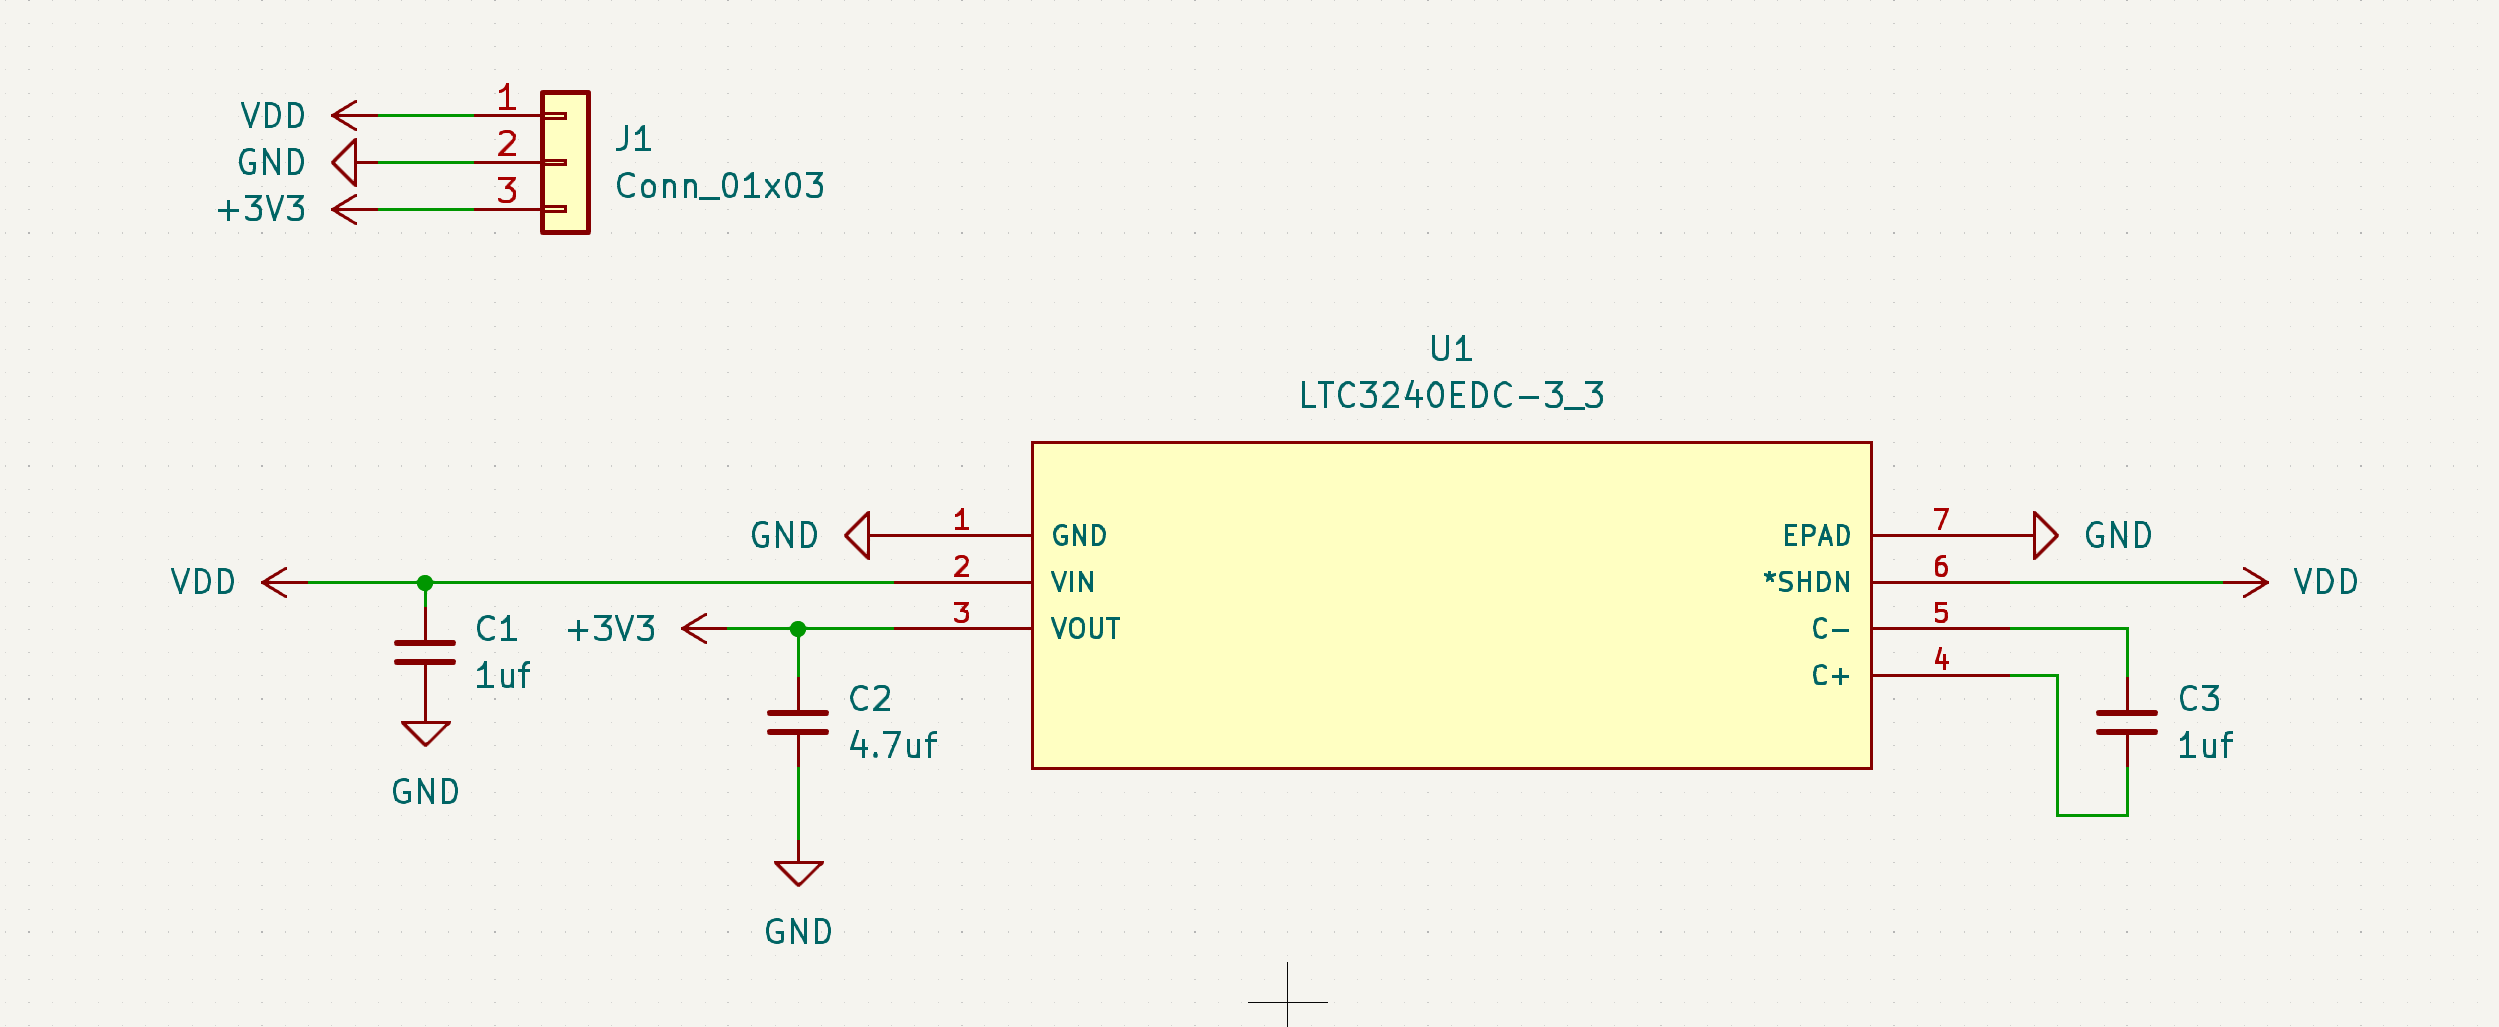 VDD
1
GND
2
+3V3
3
J1
Conn_01x03
U1
LTC3240EDC-3_3
GND
1
GND
EPAD
7
GND
VDD
2
VIN
*SHDN
6
VDD
+3V3
3
VOUT
C-
5
C+
4
C1
1uf
GND
C2
4.7uf
GND
C3
1uf